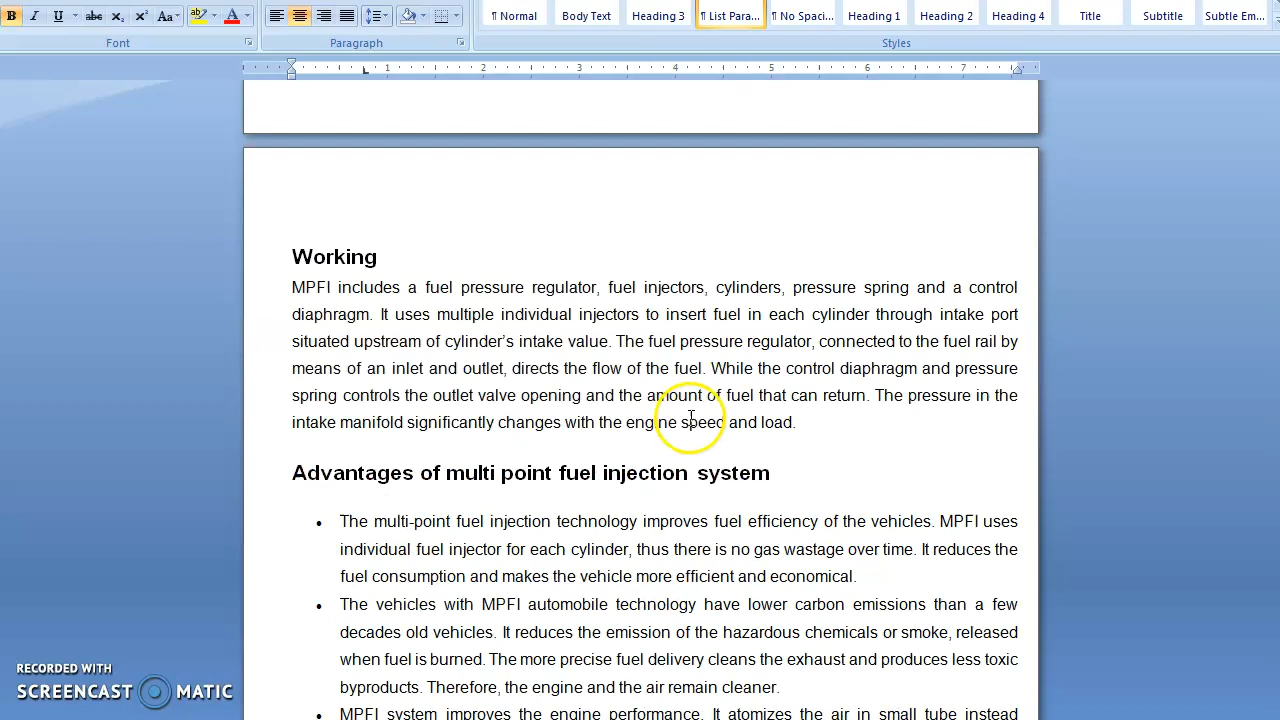 B I U abc x₂ x² Aa ab A
¶ Normal Body Text Heading 3 ¶ List Para... ¶ No Spaci... Heading 1 Heading 2 Heading 4 Title Subtitle Subtle Em...
Font Paragraph Styles
1 2 3 4 5 6 7
Working
MPFI includes a fuel pressure regulator, fuel injectors, cylinders, pressure spring and a control
diaphragm. It uses multiple individual injectors to insert fuel in each cylinder through intake port
situated upstream of cylinder’s intake value. The fuel pressure regulator, connected to the fuel rail by
means of an inlet and outlet, directs the flow of the fuel. While the control diaphragm and pressure
spring controls the outlet valve opening and the amount of fuel that can return. The pressure in the
intake manifold significantly changes with the engine speed and load.
Advantages of multi point fuel injection system
• The multi-point fuel injection technology improves fuel efficiency of the vehicles. MPFI uses
individual fuel injector for each cylinder, thus there is no gas wastage over time. It reduces the
fuel consumption and makes the vehicle more efficient and economical.
• The vehicles with MPFI automobile technology have lower carbon emissions than a few
decades old vehicles. It reduces the emission of the hazardous chemicals or smoke, released
when fuel is burned. The more precise fuel delivery cleans the exhaust and produces less toxic
byproducts. Therefore, the engine and the air remain cleaner.
• MPFI system improves the engine performance. It atomizes the air in small tube instead
RECORDED WITH
SCREENCAST MATIC